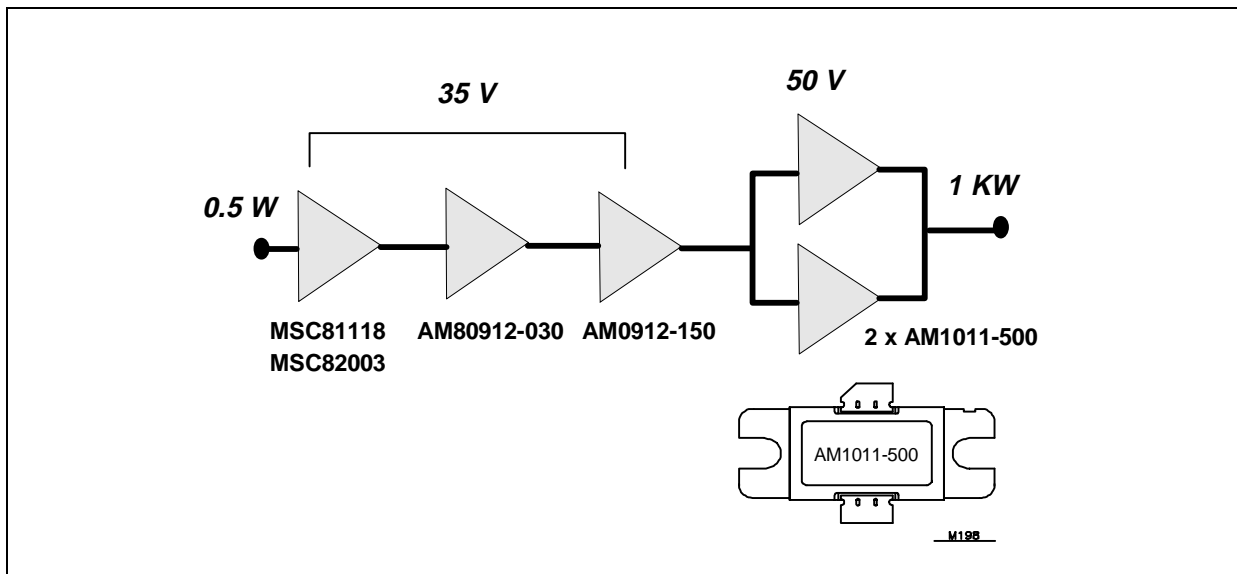 35 V
50 V
0.5 W
1 KW
MSC81118
MSC82003
AM80912-030
AM0912-150
2 x AM1011-500
AM1011-500
M198